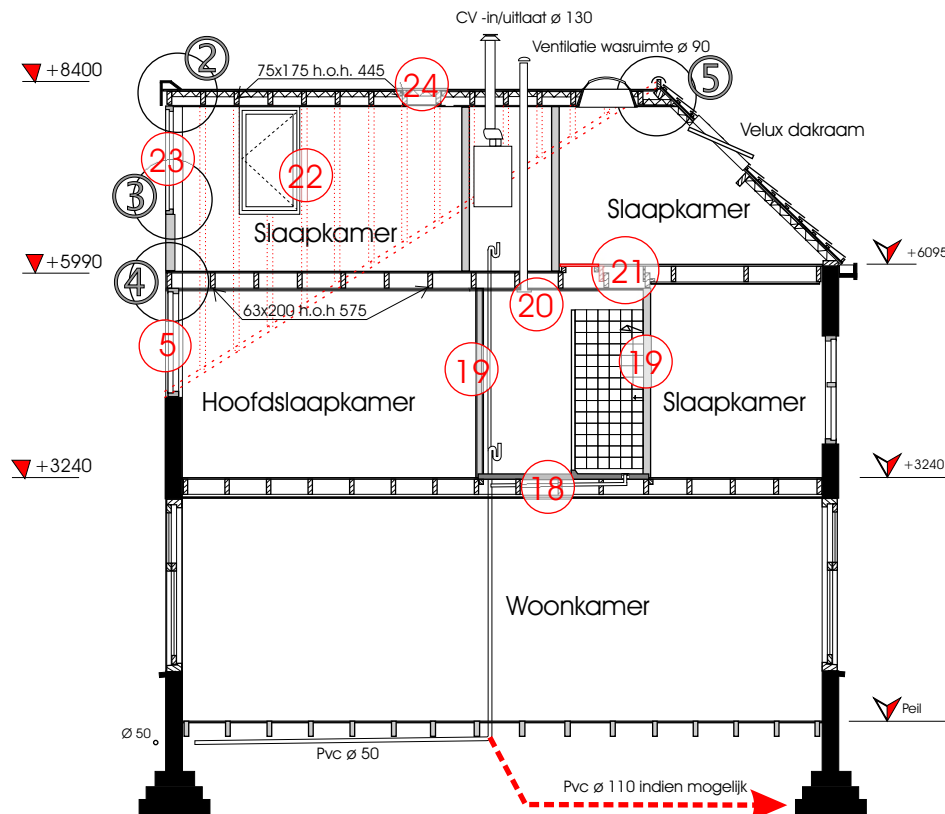 CV -in/uitlaat ø 130
Ventilatie wasruimte ø 90
+8400
2
75x175 h.o.h. 445
24
5
Velux dakraam
23
22
3
Slaapkamer
Slaapkamer
+5990
+6095
4
21
63x200 h.o.h 575
20
5
19
19
Hoofdslaapkamer
Slaapkamer
+3240
+3240
18
Woonkamer
Peil
Ø 50
Pvc ø 50
Pvc ø 110 indien mogelijk